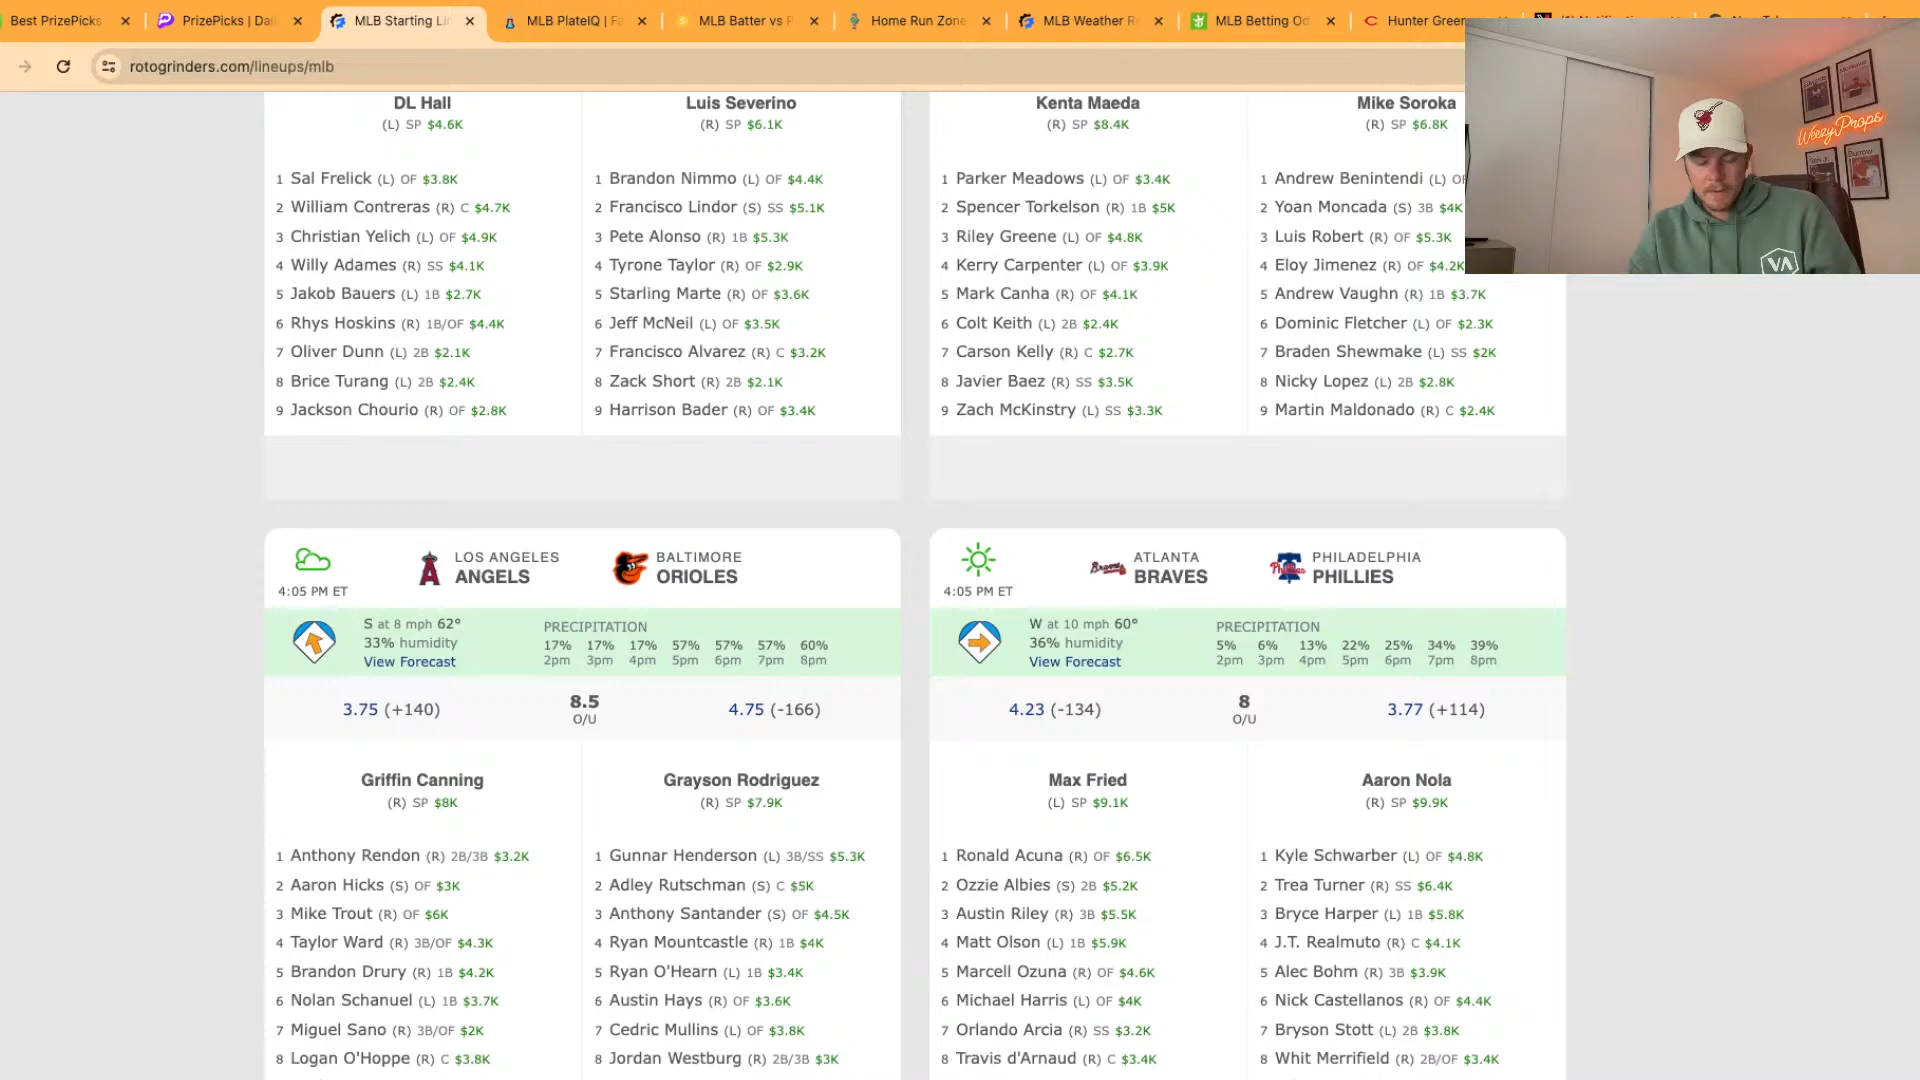 Best PrizePicks
PrizePicks | Dail
MLB Starting Li
MLB PlateIQ | Fa
MLB Batter vs P
Home Run Zone
MLB Weather R
MLB Betting Od
Hunter Green
rotogrinders.com/lineups/mlb
WeezyProps
VA
DL Hall
(L) SP $4.6K
1 Sal Frelick (L) OF $3.8K
2 William Contreras (R) C $4.7K
3 Christian Yelich (L) OF $4.9K
4 Willy Adames (R) SS $4.1K
5 Jakob Bauers (L) 1B $2.7K
6 Rhys Hoskins (R) 1B/OF $4.4K
7 Oliver Dunn (L) 2B $2.1K
8 Brice Turang (L) 2B $2.4K
9 Jackson Chourio (R) OF $2.8K
Luis Severino
(R) SP $6.1K
1 Brandon Nimmo (L) OF $4.4K
2 Francisco Lindor (S) SS $5.1K
3 Pete Alonso (R) 1B $5.3K
4 Tyrone Taylor (R) OF $2.9K
5 Starling Marte (R) OF $3.6K
6 Jeff McNeil (L) OF $3.5K
7 Francisco Alvarez (R) C $3.2K
8 Zack Short (R) 2B $2.1K
9 Harrison Bader (R) OF $3.4K
Kenta Maeda
(R) SP $8.4K
1 Parker Meadows (L) OF $3.4K
2 Spencer Torkelson (R) 1B $5K
3 Riley Greene (L) OF $4.8K
4 Kerry Carpenter (L) OF $3.9K
5 Mark Canha (R) OF $4.1K
6 Colt Keith (L) 2B $2.4K
7 Carson Kelly (R) C $2.7K
8 Javier Baez (R) SS $3.5K
9 Zach McKinstry (L) SS $3.3K
Mike Soroka
(R) SP $6.8K
1 Andrew Benintendi (L) OF
2 Yoan Moncada (S) 3B $4K
3 Luis Robert (R) OF $5.3K
4 Eloy Jimenez (R) OF $4.2K
5 Andrew Vaughn (R) 1B $3.7K
6 Dominic Fletcher (L) OF $2.3K
7 Braden Shewmake (L) SS $2K
8 Nicky Lopez (L) 2B $2.8K
9 Martin Maldonado (R) C $2.4K
4:05 PM ET
LOS ANGELES
ANGELS
BALTIMORE
ORIOLES
S at 8 mph 62°
33% humidity
View Forecast
PRECIPITATION
17% 17% 17% 57% 57% 57% 60%
2pm 3pm 4pm 5pm 6pm 7pm 8pm
3.75 (+140)
8.5
O/U
4.75 (-166)
Griffin Canning
(R) SP $8K
1 Anthony Rendon (R) 2B/3B $3.2K
2 Aaron Hicks (S) OF $3K
3 Mike Trout (R) OF $6K
4 Taylor Ward (R) 3B/OF $4.3K
5 Brandon Drury (R) 1B $4.2K
6 Nolan Schanuel (L) 1B $3.7K
7 Miguel Sano (R) 3B/OF $2K
8 Logan O'Hoppe (R) C $3.8K
Grayson Rodriguez
(R) SP $7.9K
1 Gunnar Henderson (L) 3B/SS $5.3K
2 Adley Rutschman (S) C $5K
3 Anthony Santander (S) OF $4.5K
4 Ryan Mountcastle (R) 1B $4K
5 Ryan O'Hearn (L) 1B $3.4K
6 Austin Hays (R) OF $3.6K
7 Cedric Mullins (L) OF $3.8K
8 Jordan Westburg (R) 2B/3B $3K
4:05 PM ET
ATLANTA
BRAVES
PHILADELPHIA
PHILLIES
W at 10 mph 60°
36% humidity
View Forecast
PRECIPITATION
5% 6% 13% 22% 25% 34% 39%
2pm 3pm 4pm 5pm 6pm 7pm 8pm
4.23 (-134)
8
O/U
3.77 (+114)
Max Fried
(L) SP $9.1K
1 Ronald Acuna (R) OF $6.5K
2 Ozzie Albies (S) 2B $5.2K
3 Austin Riley (R) 3B $5.5K
4 Matt Olson (L) 1B $5.9K
5 Marcell Ozuna (R) OF $4.6K
6 Michael Harris (L) OF $4K
7 Orlando Arcia (R) SS $3.2K
8 Travis d'Arnaud (R) C $3.4K
Aaron Nola
(R) SP $9.9K
1 Kyle Schwarber (L) OF $4.8K
2 Trea Turner (R) SS $6.4K
3 Bryce Harper (L) 1B $5.8K
4 J.T. Realmuto (R) C $4.1K
5 Alec Bohm (R) 3B $3.9K
6 Nick Castellanos (R) OF $4.4K
7 Bryson Stott (L) 2B $3.8K
8 Whit Merrifield (R) 2B/OF $3.4K